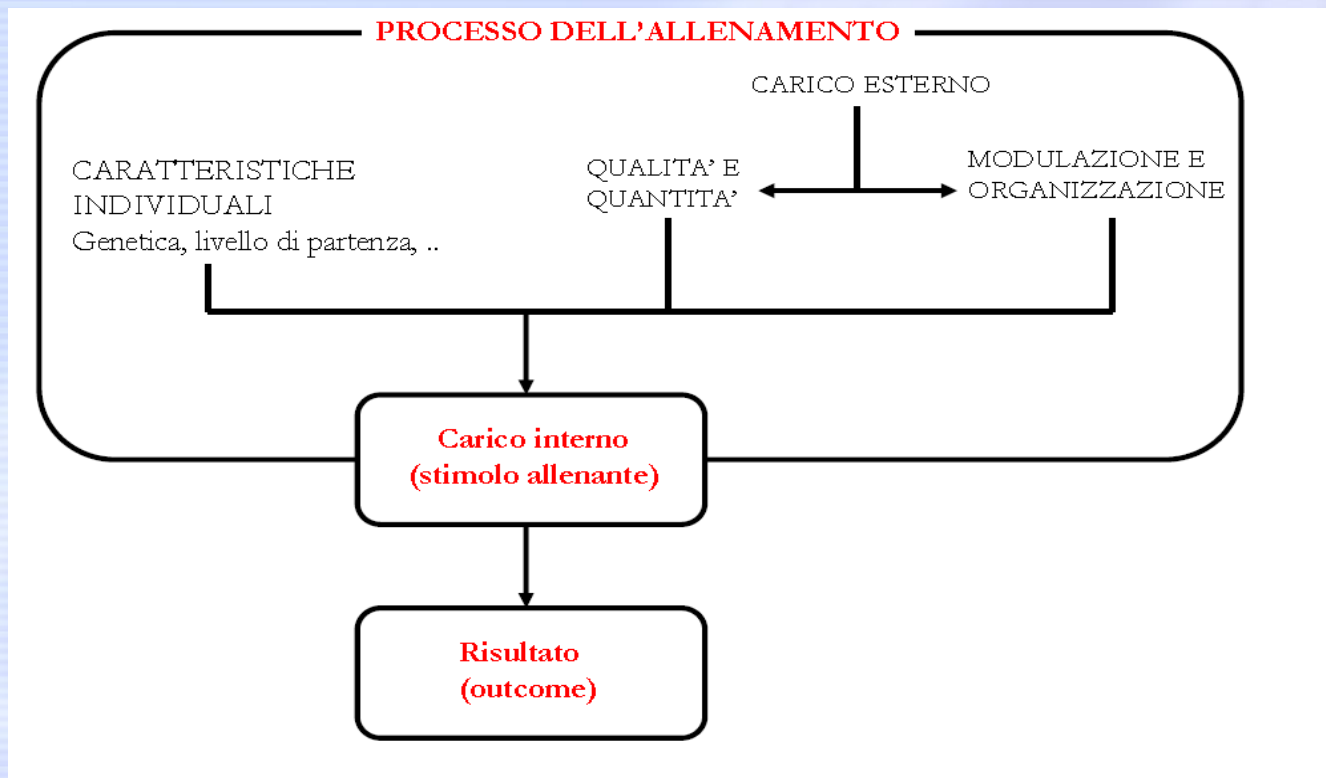 PROCESSO DELL’ALLENAMENTO
CARICO ESTERNO
CARATTERISTICHE
INDIVIDUALI
Genetica, livello di partenza, ..
QUALITA’ E
QUANTITA’
MODULAZIONE E
ORGANIZZAZIONE
Carico interno
(stimolo allenante)
Risultato
(outcome)